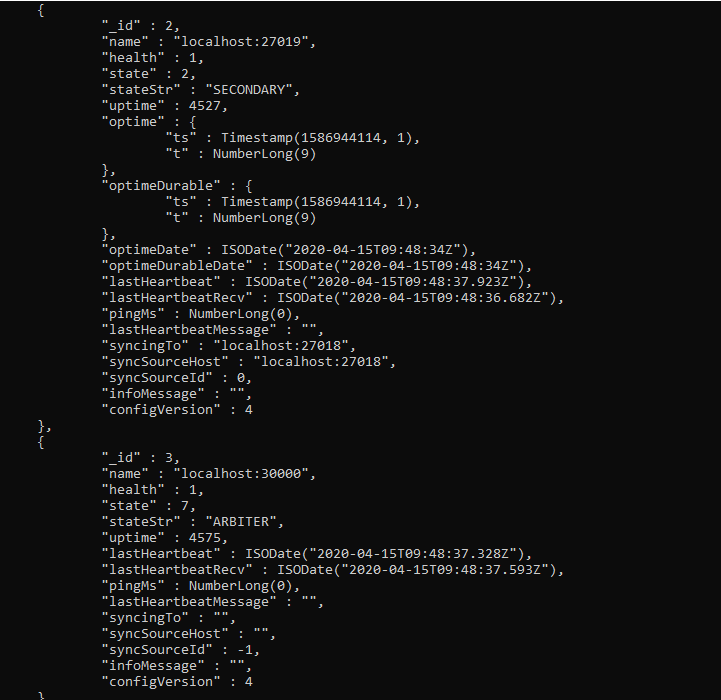 {
"_id" : 2,
"name" : "localhost:27019",
"health" : 1,
"state" : 2,
"stateStr" : "SECONDARY",
"uptime" : 4527,
"optime" : {
"ts" : Timestamp(1586944114, 1),
"t" : NumberLong(9)
},
"optimeDurable" : {
"ts" : Timestamp(1586944114, 1),
"t" : NumberLong(9)
},
"optimeDate" : ISODate("2020-04-15T09:48:34Z"),
"optimeDurableDate" : ISODate("2020-04-15T09:48:34Z"),
"lastHeartbeat" : ISODate("2020-04-15T09:48:37.923Z"),
"lastHeartbeatRecv" : ISODate("2020-04-15T09:48:36.682Z"),
"pingMs" : NumberLong(0),
"lastHeartbeatMessage" : "",
"syncingTo" : "localhost:27018",
"syncSourceHost" : "localhost:27018",
"syncSourceId" : 0,
"infoMessage" : "",
"configVersion" : 4
},
{
"_id" : 3,
"name" : "localhost:30000",
"health" : 1,
"state" : 7,
"stateStr" : "ARBITER",
"uptime" : 4575,
"lastHeartbeat" : ISODate("2020-04-15T09:48:37.328Z"),
"lastHeartbeatRecv" : ISODate("2020-04-15T09:48:37.593Z"),
"pingMs" : NumberLong(0),
"lastHeartbeatMessage" : "",
"syncingTo" : "",
"syncSourceHost" : "",
"syncSourceId" : -1,
"infoMessage" : "",
"configVersion" : 4
}